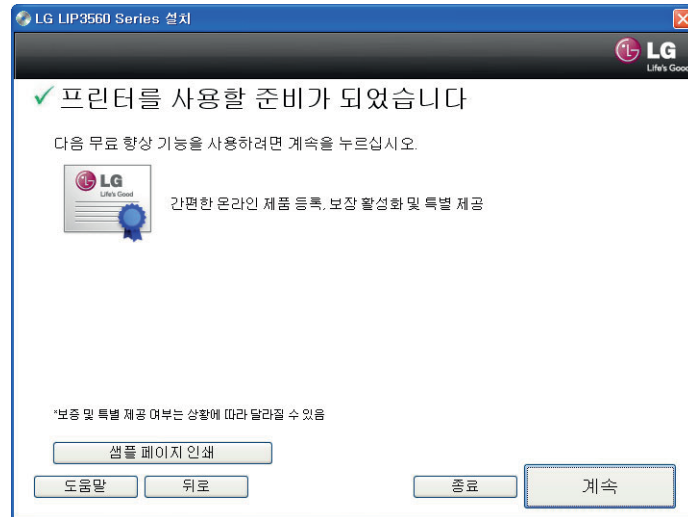 LG LIP3560 Series 설치
LG
Life's Good
프린터를 사용할 준비가 되었습니다
다음 무료 향상 기능을 사용하려면 계속을 누르십시오.
LG
Life's Good
간편한 온라인 제품 등록, 보장 활성화 및 특별 제공
*보증 및 특별 제공 여부는 상황에 따라 달라질 수 있음
샘플 페이지 인쇄
도움말 뒤로 종료 계속